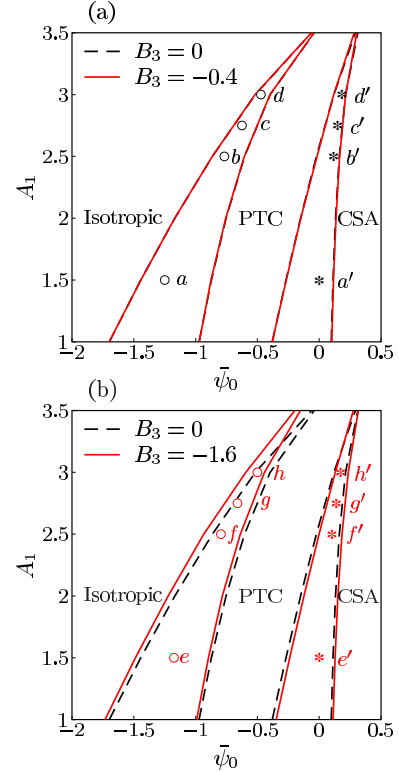 (a)
3.5
B₃ = 0
B₃ = −0.4
3
d
d′
c
c′
2.5
b
b′
A₁
2
Isotropic
PTC
CSA
1.5
a
a′
1
−2
−1.5
−1
−0.5
0
0.5
ψ̄₀
(b)
3.5
B₃ = 0
B₃ = −1.6
3
h
h′
g
g′
2.5
f
f′
A₁
2
Isotropic
PTC
CSA
1.5
e
e′
1
−2
−1.5
−1
−0.5
0
0.5
ψ̄₀